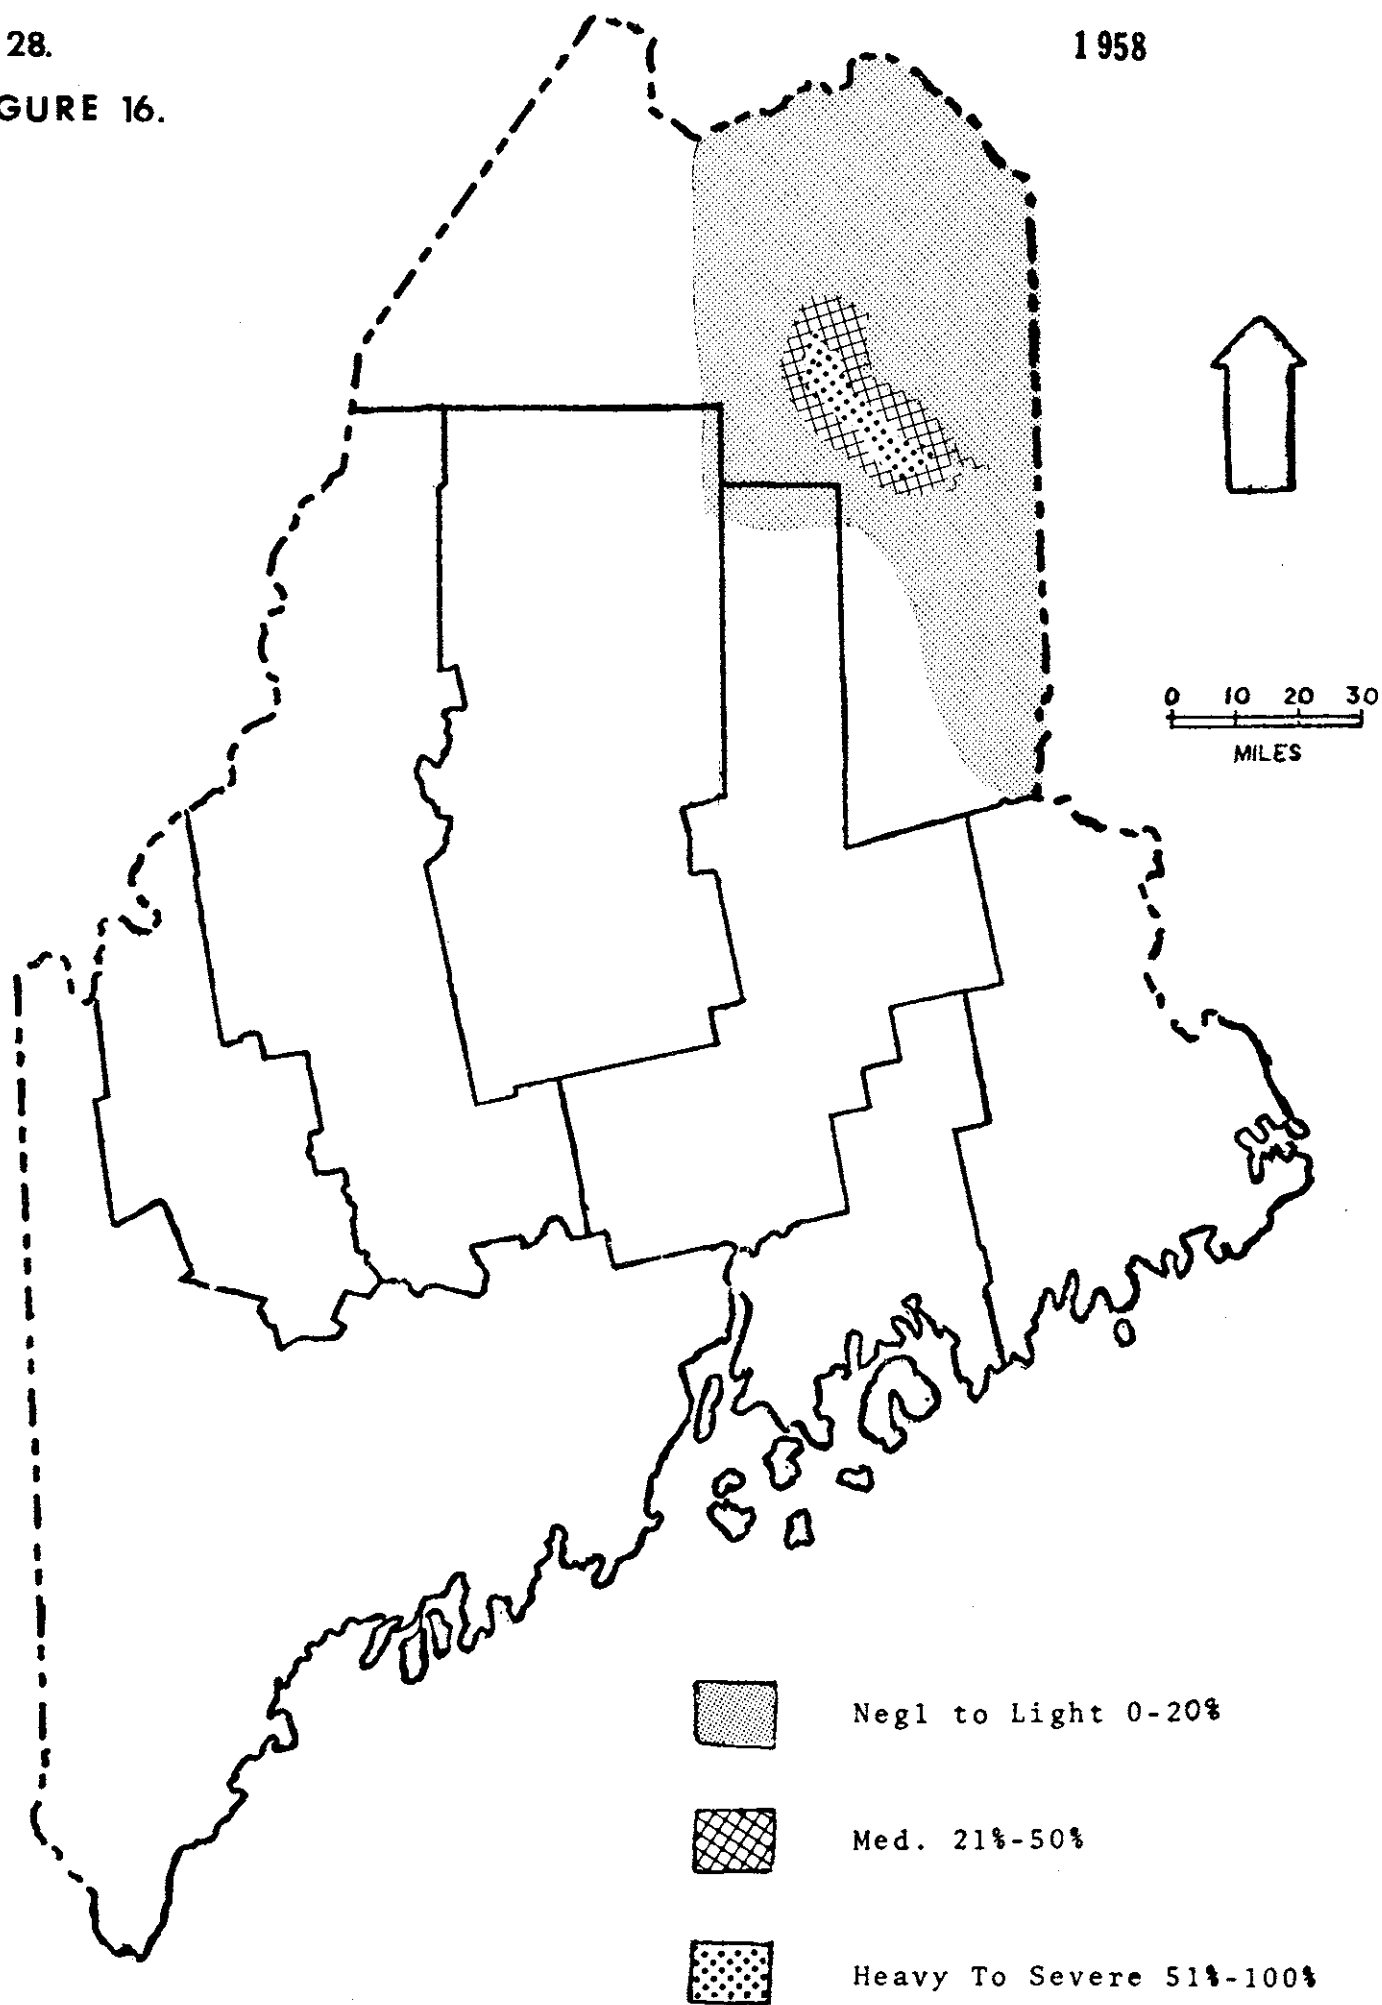 28.
1958
GURE 16.
0 10 20 30
MILES
Negl to Light 0-20%
Med. 21%-50%
Heavy To Severe 51%-100%